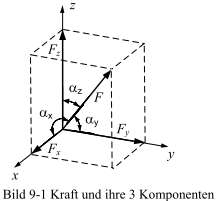 z
F_z
α_z
F
α_x
α_y
F_x
F_y
x
y
Bild 9-1 Kraft und ihre 3 Komponenten